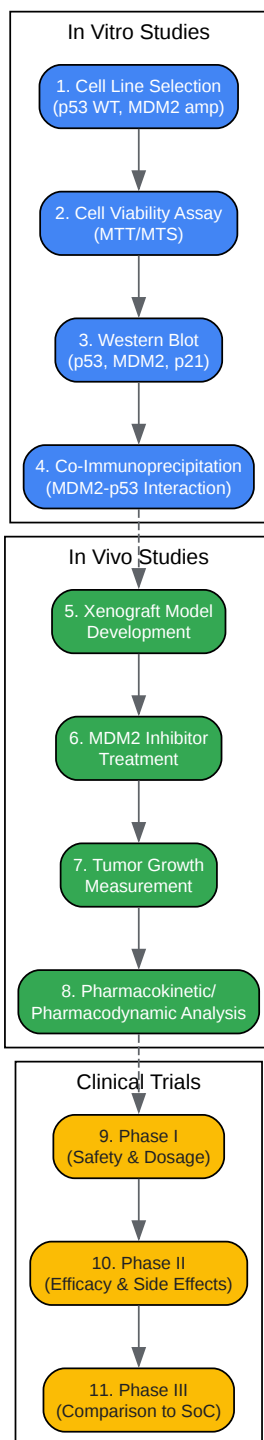 In Vitro Studies
1. Cell Line Selection
(p53 WT, MDM2 amp)
2. Cell Viability Assay
(MTT/MTS)
3. Western Blot
(p53, MDM2, p21)
4. Co-Immunoprecipitation
(MDM2-p53 Interaction)
In Vivo Studies
5. Xenograft Model
Development
6. MDM2 Inhibitor
Treatment
7. Tumor Growth
Measurement
8. Pharmacokinetic/
Pharmacodynamic Analysis
Clinical Trials
9. Phase I
(Safety & Dosage)
10. Phase II
(Efficacy & Side Effects)
11. Phase III
(Comparison to SoC)